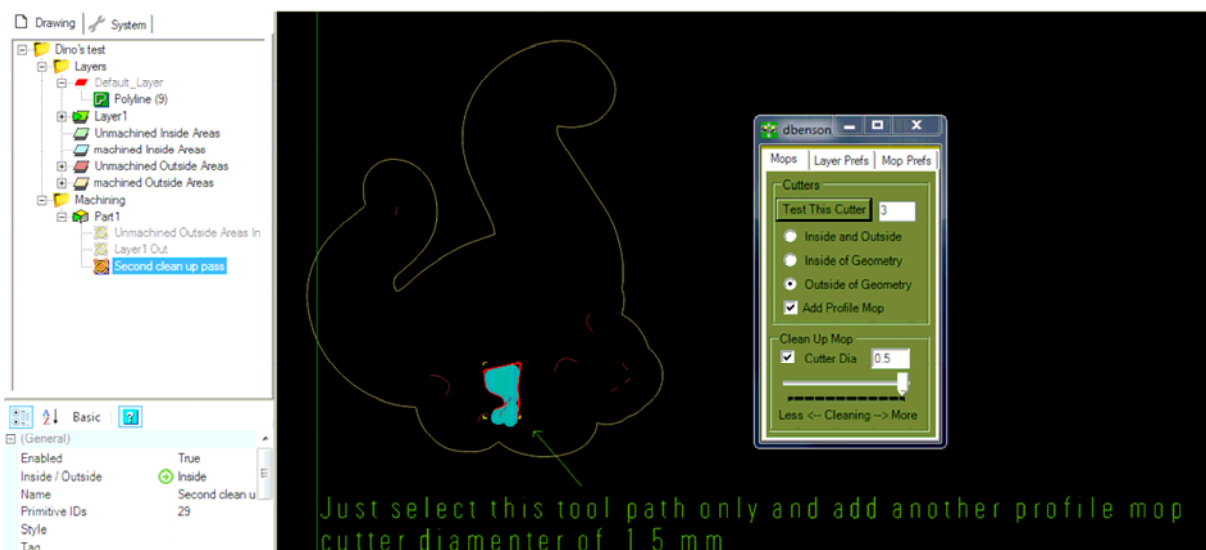 Drawing
System
Dino's test
Layers
Default_Layer
Polyline (9)
Layer1
Unmachined Inside Areas
machined Inside Areas
Unmachined Outside Areas
machined Outside Areas
Machining
Part1
Unmachined Outside Areas In
Layer1 Out
Second clean up pass
Basic
(General)
Enabled True
Inside / Outside Inside
Name Second clean u
Primitive IDs 29
Style
Tag
dbenson
Mops Layer Prefs Mop Prefs
Cutters
Test This Cutter 3
Inside and Outside
Inside of Geometry
Outside of Geometry
Add Profile Mop
Clean Up Mop
Cutter Dia 0.5
Less <-- Cleaning --> More
Just select this tool path only and add another profile mop
cutter diamenter of 1.5 mm